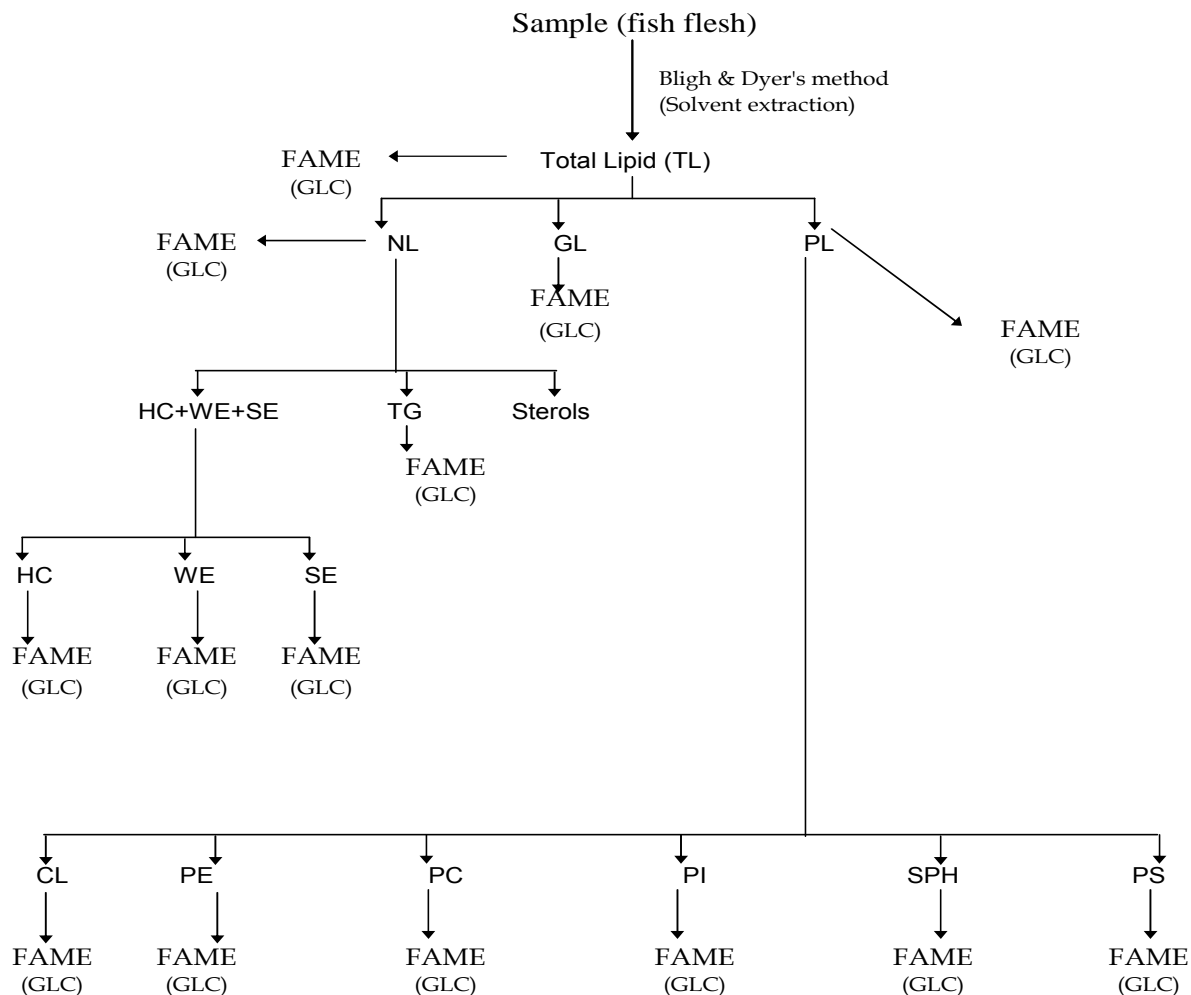 Sample (fish flesh)
Bligh & Dyer's method
(Solvent extraction)
FAME
(GLC)
Total Lipid (TL)
FAME
(GLC)
NL
GL
PL
FAME
(GLC)
FAME
(GLC)
HC+WE+SE
TG
Sterols
FAME
(GLC)
HC
WE
SE
FAME
(GLC)
FAME
(GLC)
FAME
(GLC)
CL
PE
PC
PI
SPH
PS
FAME
(GLC)
FAME
(GLC)
FAME
(GLC)
FAME
(GLC)
FAME
(GLC)
FAME
(GLC)